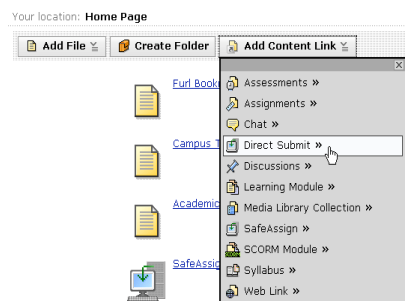 Your location: Home Page
Add File
Create Folder
Add Content Link
Furl Book
Assessments »
Assignments »
Chat »
Campus T
Direct Submit »
Discussions »
Learning Module »
Academic
Media Library Collection »
SafeAssign »
SCORM Module »
SafeAssig
Syllabus »
Web Link »